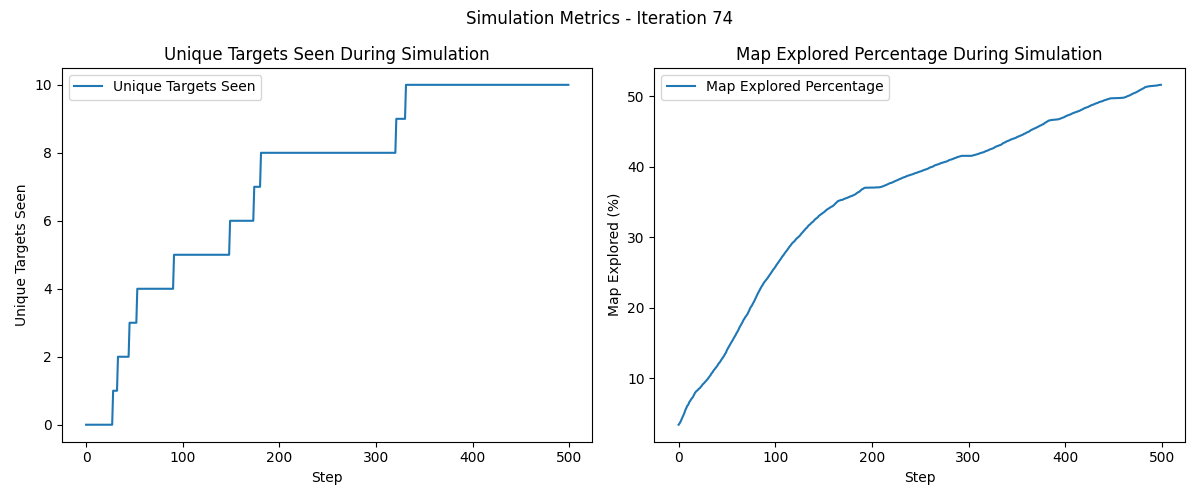 Simulation Metrics - Iteration 74
Unique Targets Seen During Simulation
Unique Targets Seen
10
8
6
4
2
0
Unique Targets Seen
0 100 200 300 400 500
Step
Map Explored Percentage During Simulation
Map Explored Percentage
50
40
30
20
10
Map Explored (%)
0 100 200 300 400 500
Step